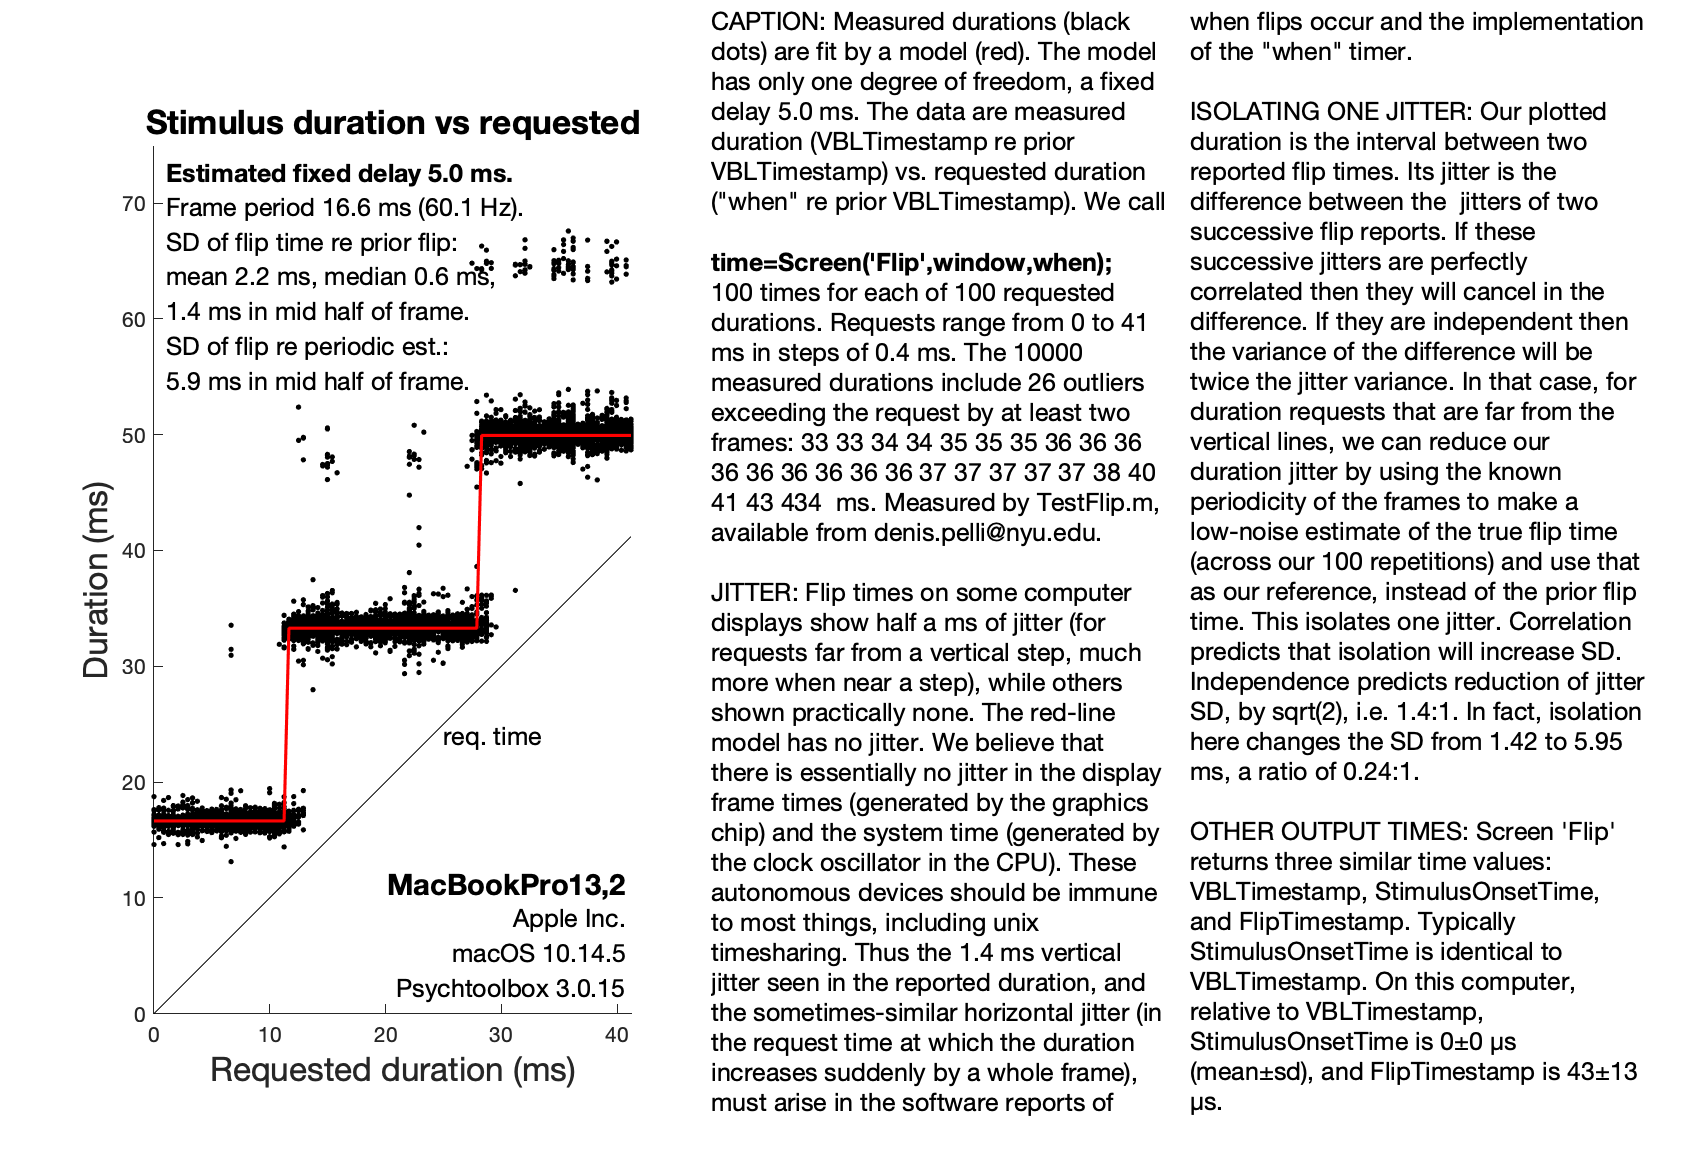 Stimulus duration vs requested
Estimated fixed delay 5.0 ms.
Frame period 16.6 ms (60.1 Hz).
SD of flip time re prior flip:
mean 2.2 ms, median 0.6 ms,
1.4 ms in mid half of frame.
SD of flip re periodic est.:
5.9 ms in mid half of frame.
70
60
50
40
30
20
10
0
Duration (ms)
req. time
MacBookPro13,2
Apple Inc.
macOS 10.14.5
Psychtoolbox 3.0.15
0 10 20 30 40
Requested duration (ms)
CAPTION: Measured durations (black
dots) are fit by a model (red). The model
has only one degree of freedom, a fixed
delay 5.0 ms. The data are measured
duration (VBLTimestamp re prior
VBLTimestamp) vs. requested duration
("when" re prior VBLTimestamp). We call
time=Screen('Flip',window,when);
100 times for each of 100 requested
durations. Requests range from 0 to 41
ms in steps of 0.4 ms. The 10000
measured durations include 26 outliers
exceeding the request by at least two
frames: 33 33 34 34 35 35 35 36 36 36
36 36 36 36 36 36 37 37 37 37 37 38 40
41 43 434  ms. Measured by TestFlip.m,
available from denis.pelli@nyu.edu.
JITTER: Flip times on some computer
displays show half a ms of jitter (for
requests far from a vertical step, much
more when near a step), while others
shown practically none. The red-line
model has no jitter. We believe that
there is essentially no jitter in the display
frame times (generated by the graphics
chip) and the system time (generated by
the clock oscillator in the CPU). These
autonomous devices should be immune
to most things, including unix
timesharing. Thus the 1.4 ms vertical
jitter seen in the reported duration, and
the sometimes-similar horizontal jitter (in
the request time at which the duration
increases suddenly by a whole frame),
must arise in the software reports of
when flips occur and the implementation
of the "when" timer.
ISOLATING ONE JITTER: Our plotted
duration is the interval between two
reported flip times. Its jitter is the
difference between the  jitters of two
successive flip reports. If these
successive jitters are perfectly
correlated then they will cancel in the
difference. If they are independent then
the variance of the difference will be
twice the jitter variance. In that case, for
duration requests that are far from the
vertical lines, we can reduce our
duration jitter by using the known
periodicity of the frames to make a
low-noise estimate of the true flip time
(across our 100 repetitions) and use that
as our reference, instead of the prior flip
time. This isolates one jitter. Correlation
predicts that isolation will increase SD.
Independence predicts reduction of jitter
SD, by sqrt(2), i.e. 1.4:1. In fact, isolation
here changes the SD from 1.42 to 5.95
ms, a ratio of 0.24:1.
OTHER OUTPUT TIMES: Screen 'Flip'
returns three similar time values:
VBLTimestamp, StimulusOnsetTime,
and FlipTimestamp. Typically
StimulusOnsetTime is identical to
VBLTimestamp. On this computer,
relative to VBLTimestamp,
StimulusOnsetTime is 0±0 µs
(mean±sd), and FlipTimestamp is 43±13
µs.